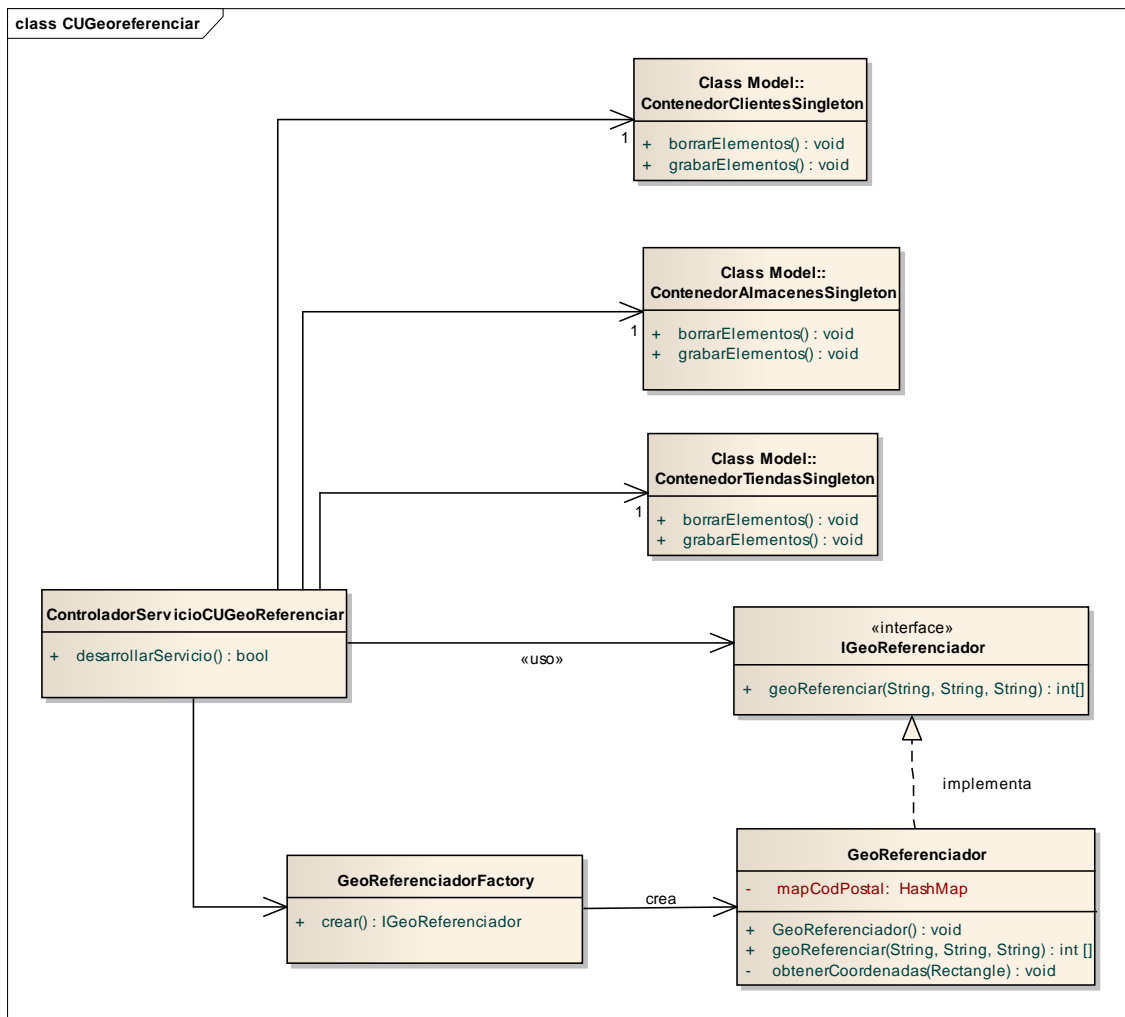 class CUGeoreferenciar
Class Model::
ContenedorClientesSingleton
+ borrarElementos() : void
+ grabarElementos() : void
1
Class Model::
ContenedorAlmacenesSingleton
+ borrarElementos() : void
+ grabarElementos() : void
1
Class Model::
ContenedorTiendasSingleton
+ borrarElementos() : void
+ grabarElementos() : void
1
ControladorServicioCUGeoReferenciar
+ desarrollarServicio() : bool
«uso»
«interface»
IGeoReferenciador
+ geoReferenciar(String, String, String) : int[]
implementa
GeoReferenciadorFactory
+ crear() : IGeoReferenciador
crea
GeoReferenciador
- mapCodPostal: HashMap
+ GeoReferenciador() : void
+ geoReferenciar(String, String, String) : int []
- obtenerCoordenadas(Rectangle) : void